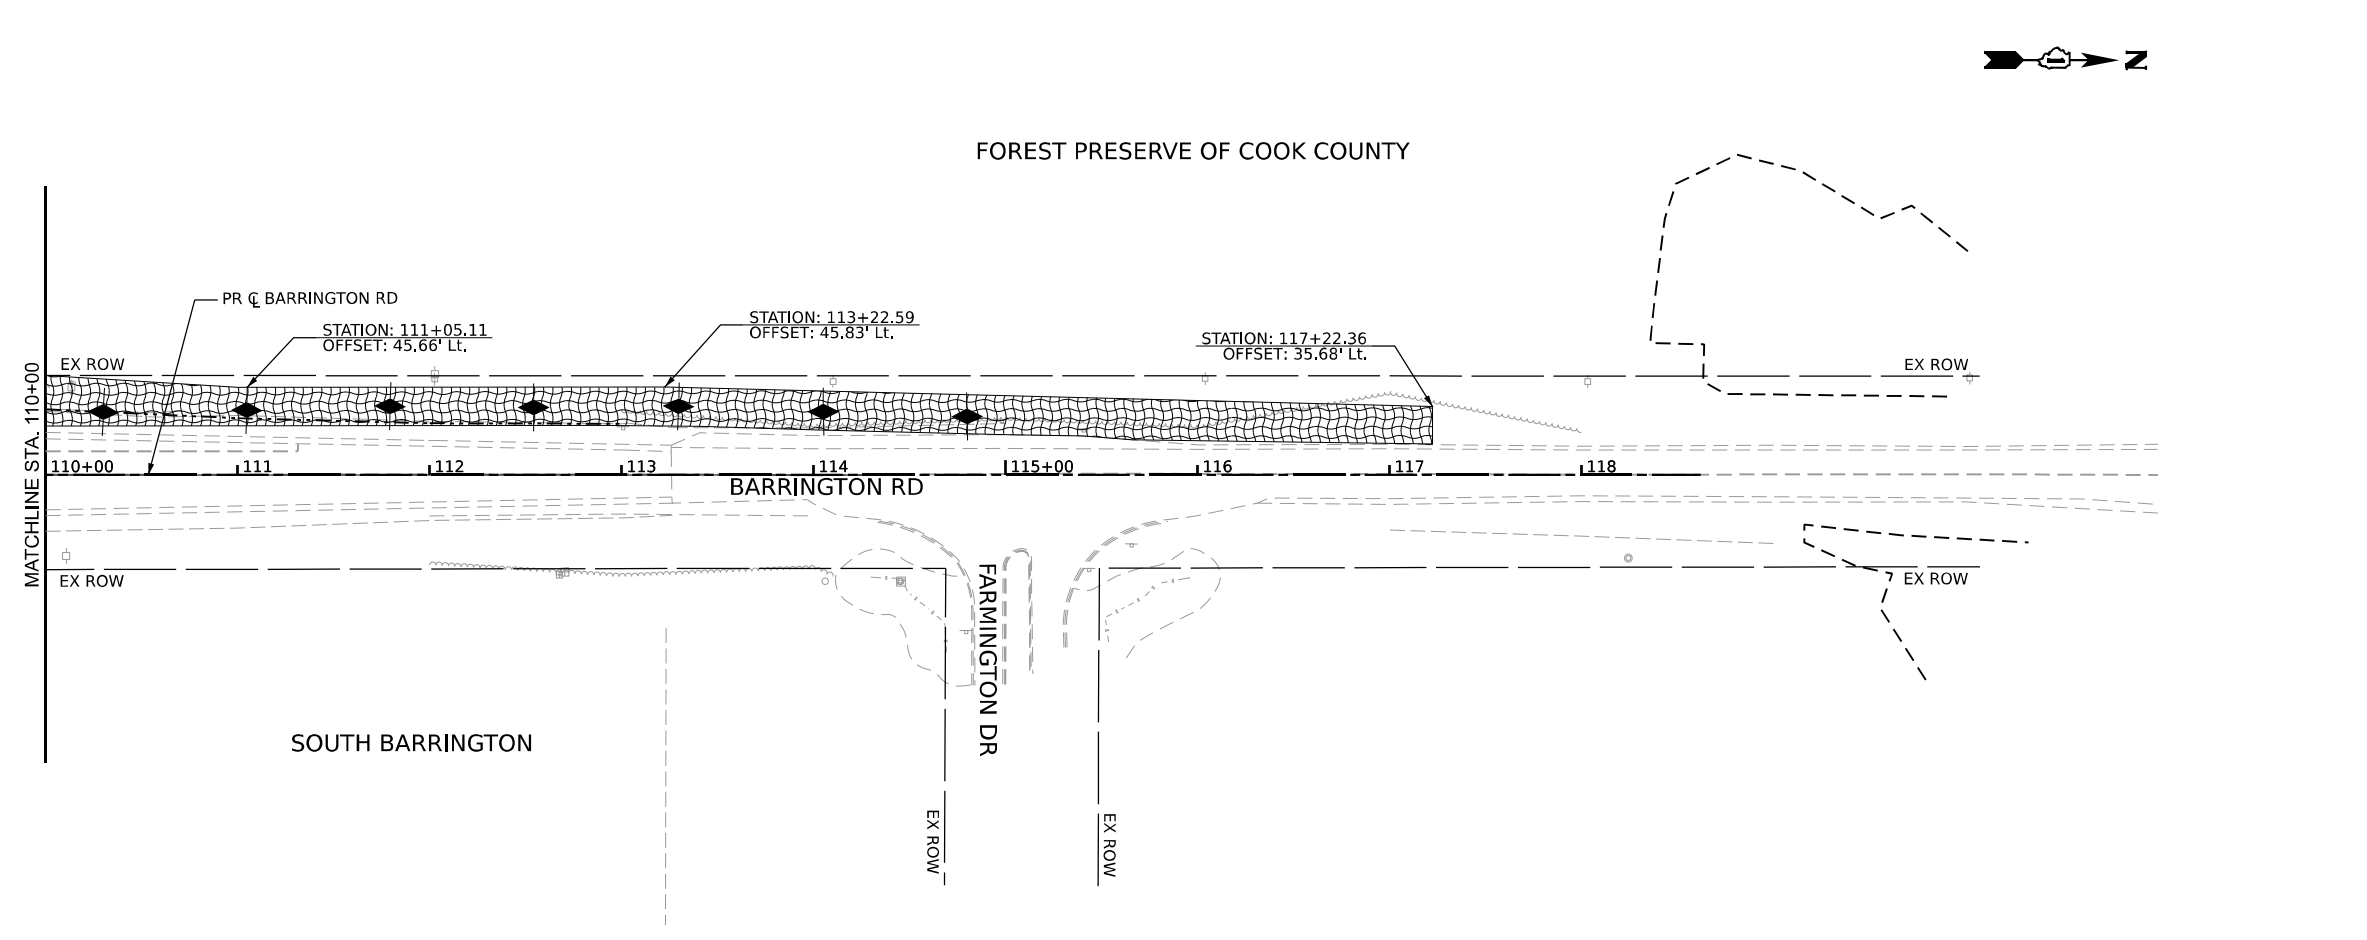 N
FOREST PRESERVE OF COOK COUNTY
PR ℄ BARRINGTON RD
STATION: 111+05.11
OFFSET: 45.66' Lt.
STATION: 113+22.59
OFFSET: 45.83' Lt.
STATION: 117+22.36
OFFSET: 35.68' Lt.
EX ROW
EX ROW
MATCHLINE STA. 110+00
110+00
111
112
113
114
115+00
116
117
118
BARRINGTON RD
EX ROW
EX ROW
FARMINGTON DR
SOUTH BARRINGTON
EX ROW
EX ROW